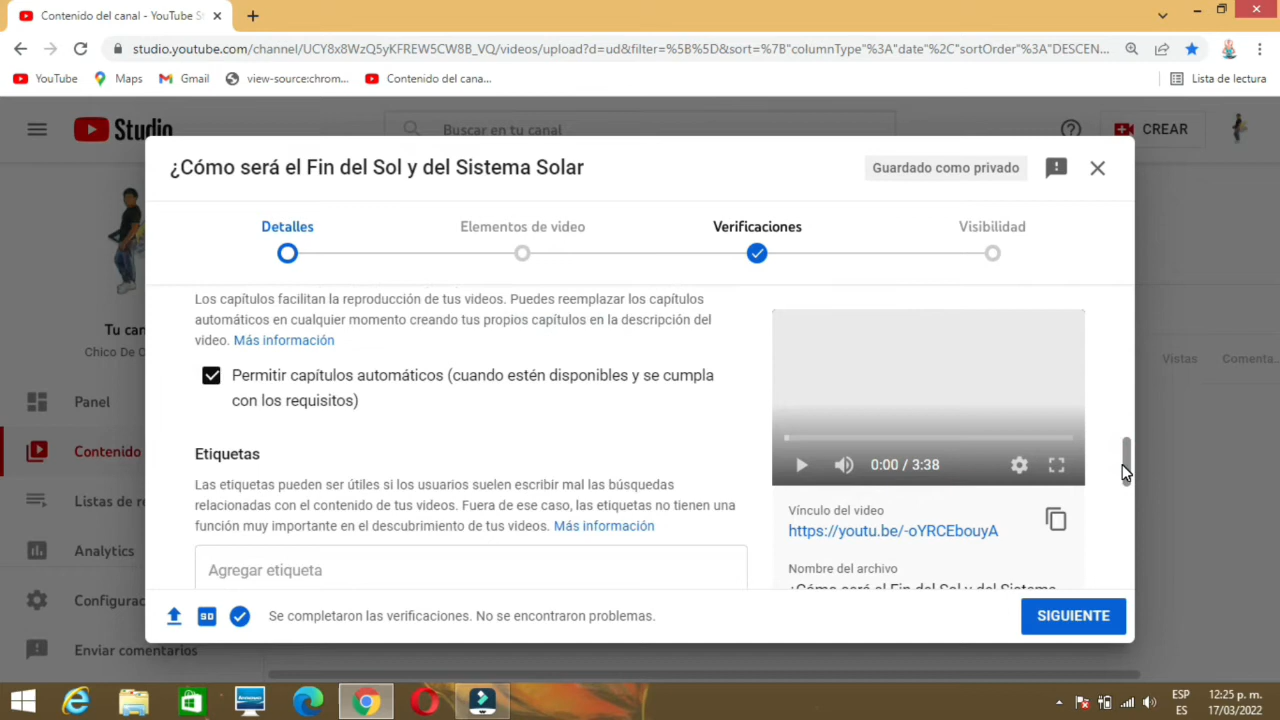 Contenido del canal - YouTube S
studio.youtube.com/channel/UCY8x8WzQ5yKFREW5CW8B_VQ/videos/upload?d=ud&filter=%5B%5D&sort=%7B"columnType"%3A"date"%2C"sortOrder"%3A"DESCEN...
YouTube
Maps
Gmail
view-source:chrom...
Contenido del cana...
Lista de lectura
Studio
Buscar en tu canal
CREAR
¿Cómo será el Fin del Sol y del Sistema Solar
Guardado como privado
Detalles
Elementos de video
Verificaciones
Visibilidad
Los capítulos facilitan la reproducción de tus videos. Puedes reemplazar los capítulos
automáticos en cualquier momento creando tus propios capítulos en la descripción del
video. Más información
Permitir capítulos automáticos (cuando estén disponibles y se cumpla
con los requisitos)
Etiquetas
Las etiquetas pueden ser útiles si los usuarios suelen escribir mal las búsquedas
relacionadas con el contenido de tus videos. Fuera de ese caso, las etiquetas no tienen una
función muy importante en el descubrimiento de tus videos. Más información
Agregar etiqueta
0:00 / 3:38
Vínculo del video
https://youtu.be/-oYRCEbouyA
Nombre del archivo
¿Cómo será el Fin del Sol y del Sistema
Tu can
Chico De O
Panel
Contenido
Listas de re
Analytics
Configurac
Enviar comentarios
Vistas
Comenta...
SD
Se completaron las verificaciones. No se encontraron problemas.
SIGUIENTE
ESP
ES
12:25 p. m.
17/03/2022